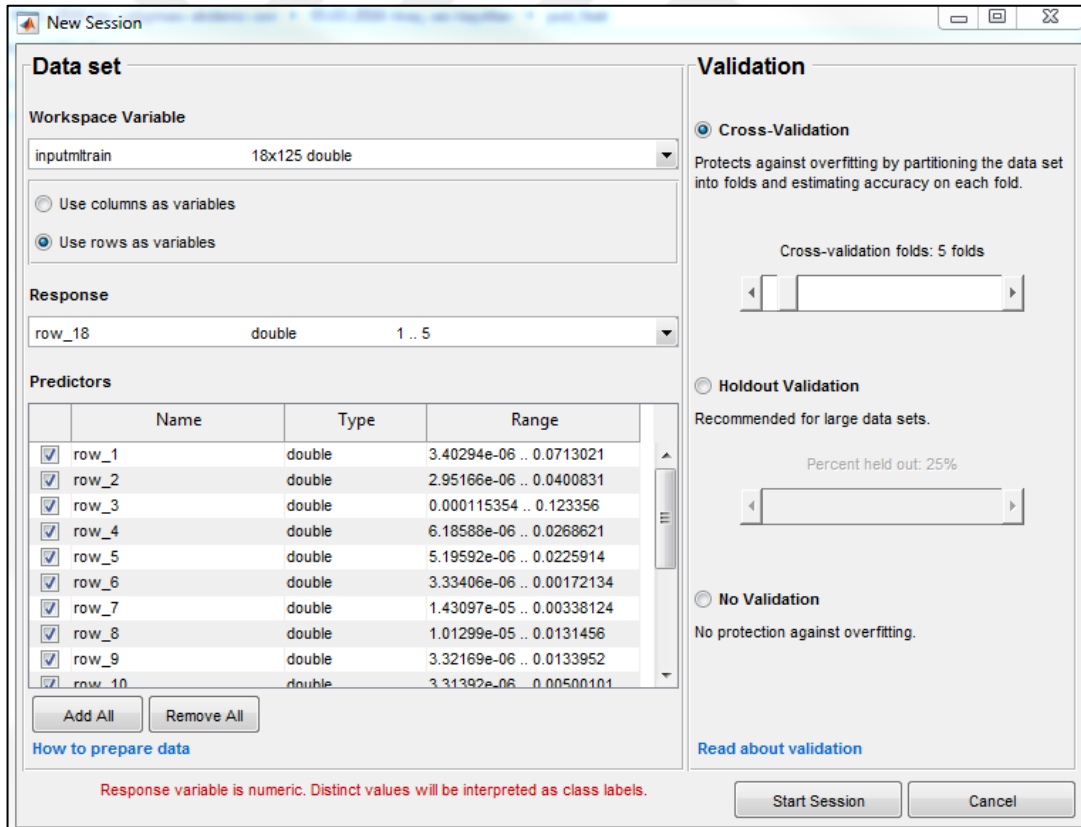 New Session
Data set
Workspace Variable
inputmltrain 18x125 double
Use columns as variables
Use rows as variables
Response
row_18 double 1 .. 5
Predictors
Name Type Range
row_1 double 3.40294e-06 .. 0.0713021
row_2 double 2.95166e-06 .. 0.0400831
row_3 double 0.000115354 .. 0.123356
row_4 double 6.18588e-06 .. 0.0268621
row_5 double 5.19592e-06 .. 0.0225914
row_6 double 3.33406e-06 .. 0.00172134
row_7 double 1.43097e-05 .. 0.00338124
row_8 double 1.01299e-05 .. 0.0131456
row_9 double 3.32169e-06 .. 0.0133952
row_10 double 3.31392e-06 .. 0.00500101
Add All Remove All
How to prepare data
Validation
Cross-Validation
Protects against overfitting by partitioning the data set
into folds and estimating accuracy on each fold.
Cross-validation folds: 5 folds
Holdout Validation
Recommended for large data sets.
Percent held out: 25%
No Validation
No protection against overfitting.
Read about validation
Response variable is numeric. Distinct values will be interpreted as class labels.
Start Session Cancel